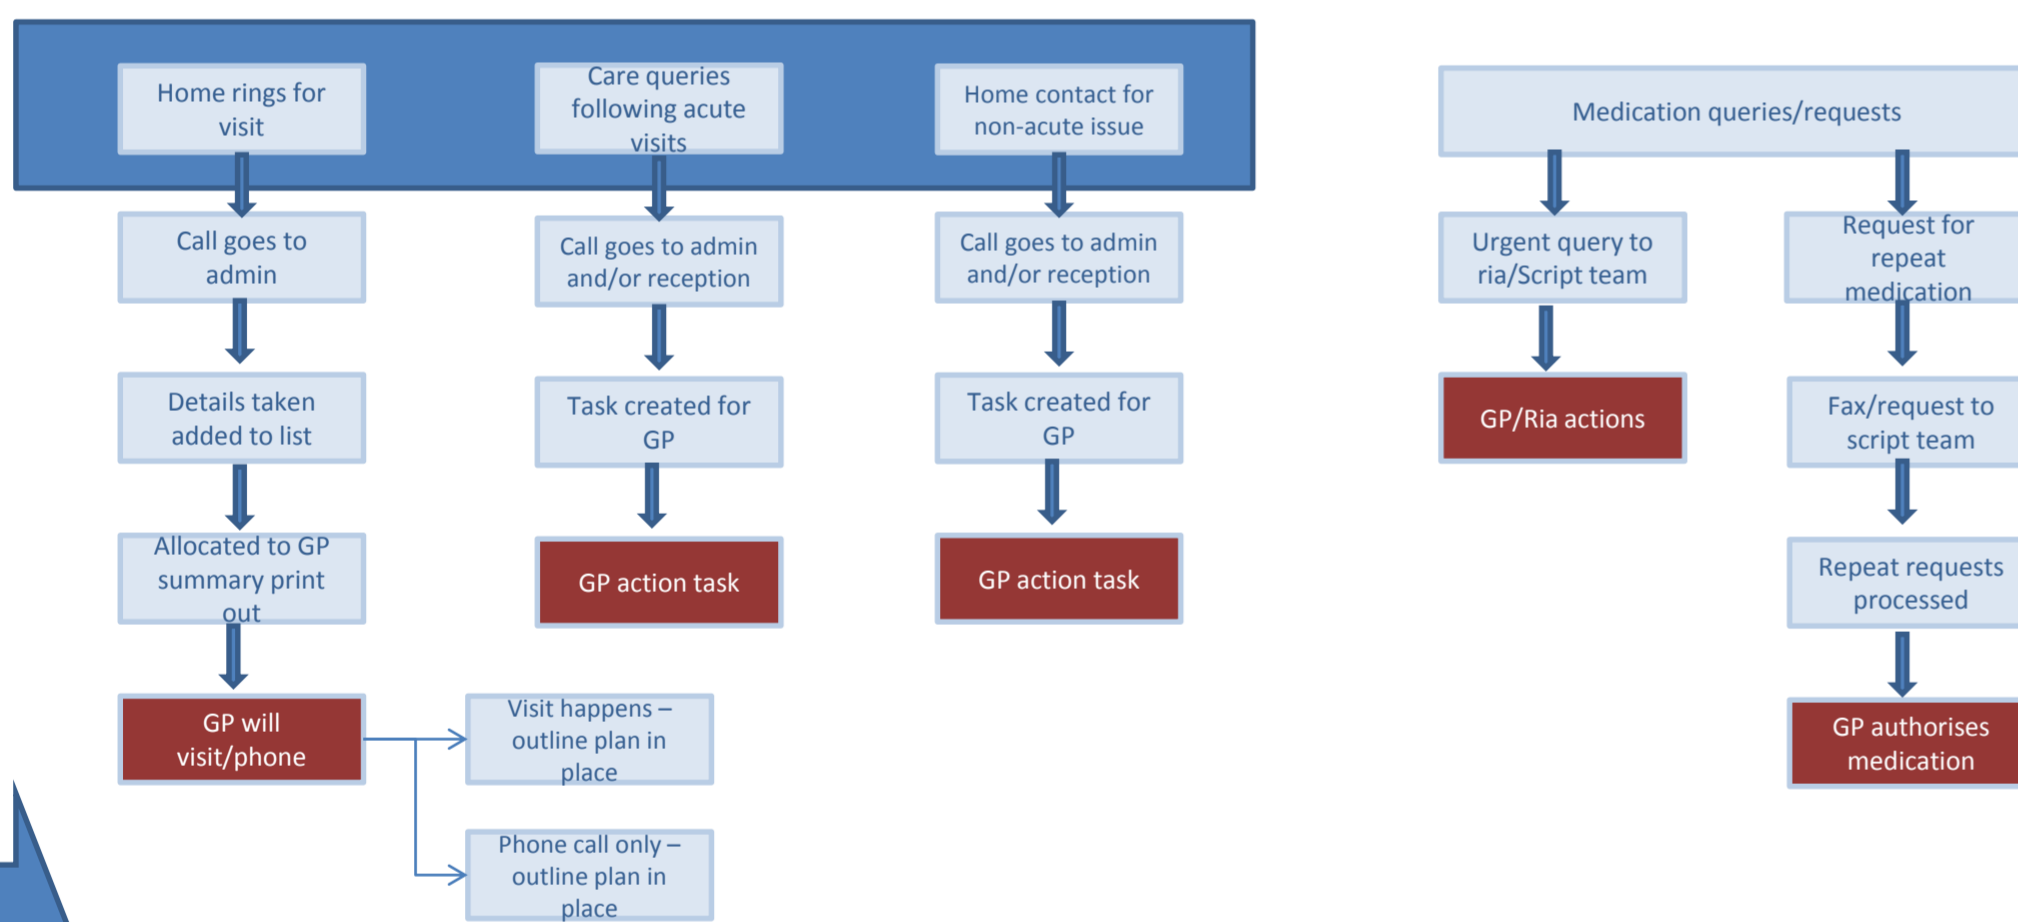 Home rings for
visit
Care queries
following acute
visits
Home contact for
non-acute issue
Medication queries/requests
Call goes to
admin
Call goes to admin
and/or reception
Call goes to admin
and/or reception
Urgent query to
ria/Script team
Request for
repeat
medication
Details taken
added to list
Task created for
GP
Task created for
GP
GP/Ria actions
Fax/request to
script team
Allocated to GP
summary print
out
GP action task
GP action task
Repeat requests
processed
GP will
visit/phone
Visit happens –
outline plan in
place
GP authorises
medication
Phone call only –
outline plan in
place